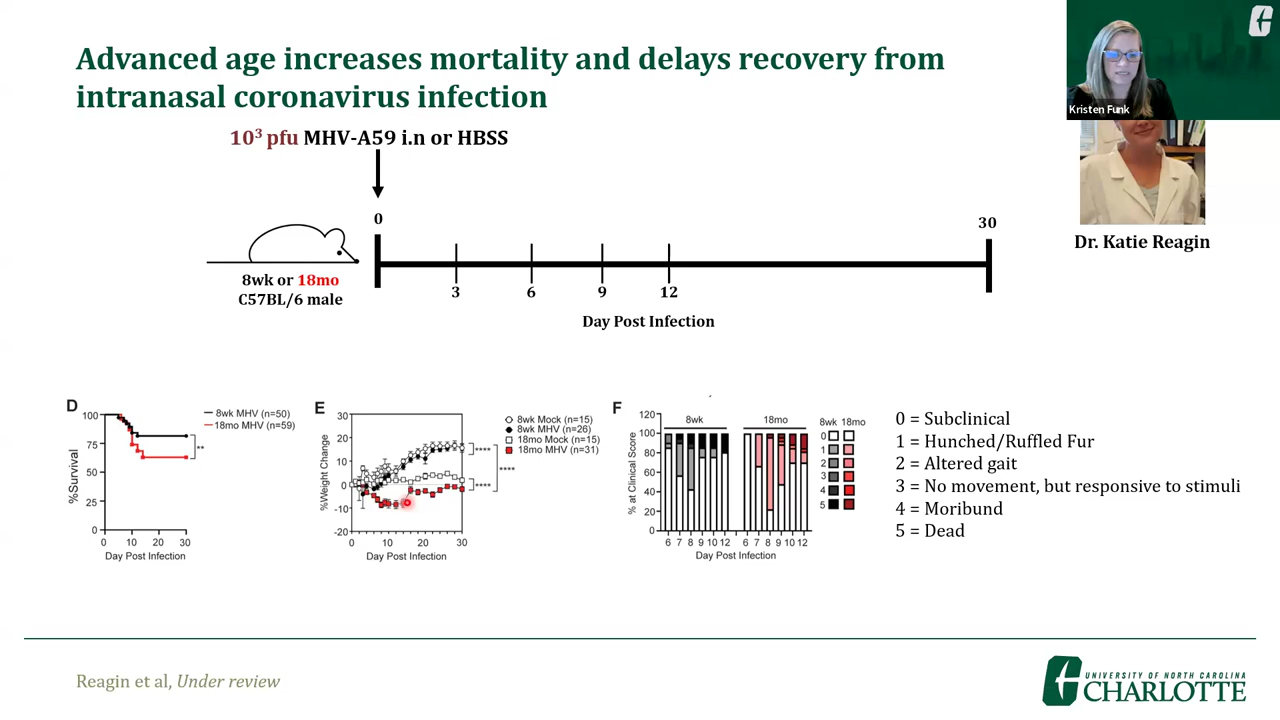 Advanced age increases mortality and delays recovery from
intranasal coronavirus infection
Kristen Funk
Dr. Katie Reagin
10³ pfu MHV-A59 i.n or HBSS
0
30
8wk or 18mo
C57BL/6 male
3
6
9
12
Day Post Infection
D
100
75
50
25
0
%Survival
0 10 20 30
Day Post Infection
8wk MHV (n=50)
18mo MHV (n=59)
**
E
30
20
10
0
-10
-20
%Weight Change
0 10 20 30
Day Post Infection
8wk Mock (n=15)
8wk MHV (n=26)
18mo Mock (n=15)
18mo MHV (n=31)
****
****
****
F
120
100
80
60
40
20
0
% at Clinical Score
8wk
18mo
6 7 8 9 10 12 6 7 8 9 10 12
Day Post Infection
8wk 18mo
0
1
2
3
4
5
0 = Subclinical
1 = Hunched/Ruffled Fur
2 = Altered gait
3 = No movement, but responsive to stimuli
4 = Moribund
5 = Dead
Reagin et al, Under review
UNIVERSITY OF NORTH CAROLINA
CHARLOTTE